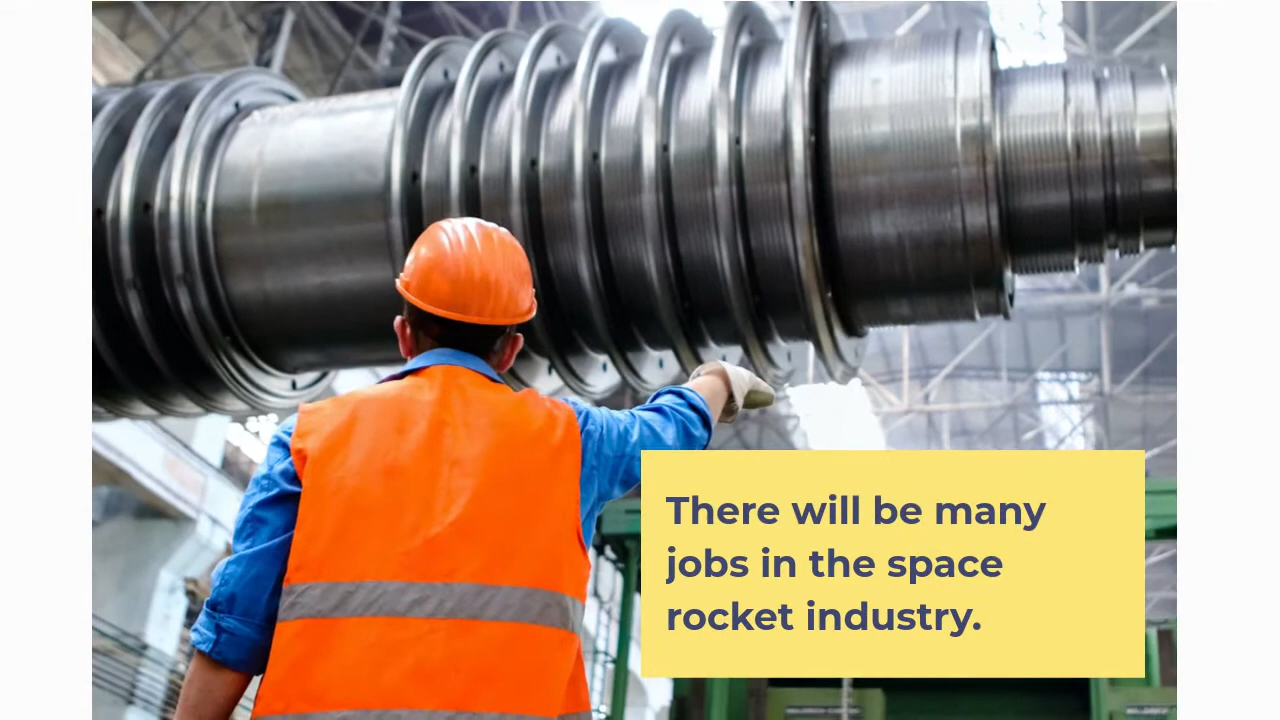 There will be many
jobs in the space
rocket industry.